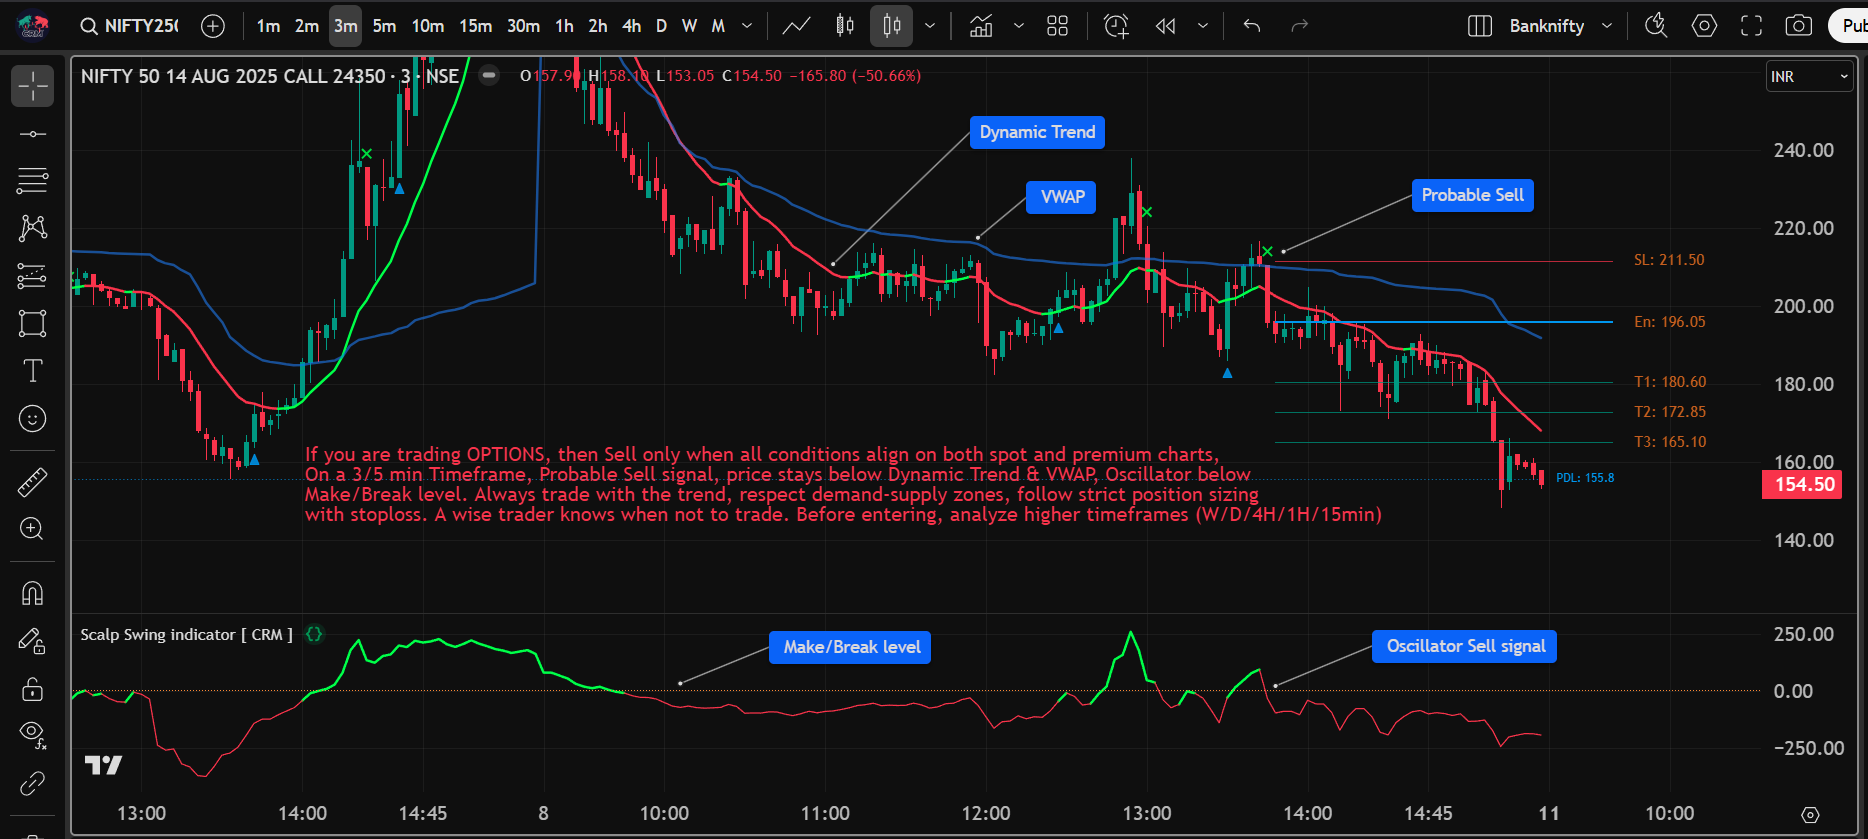 NIFTY25(
1m 2m 3m 5m 10m 15m 30m 1h 2h 4h D W M
Banknifty
Pub
NIFTY 50 14 AUG 2025 CALL 24350 · 3 · NSE
O157.90 H158.10 L153.05 C154.50 −165.80 (−50.66%)
INR
Dynamic Trend
240.00
VWAP
Probable Sell
220.00
SL: 211.50
200.00
En: 196.05
T1: 180.60
180.00
T2: 172.85
T3: 165.10
If you are trading OPTIONS, then Sell only when all conditions align on both spot and premium charts,
On a 3/5 min Timeframe, Probable Sell signal, price stays below Dynamic Trend & VWAP, Oscillator below
Make/Break level. Always trade with the trend, respect demand-supply zones, follow strict position sizing
with stoploss. A wise trader knows when not to trade. Before entering, analyze higher timeframes (W/D/4H/1H/15min)
160.00
PDL: 155.8
154.50
140.00
Scalp Swing indicator [ CRM ]
{}
Make/Break level
Oscillator Sell signal
250.00
0.00
−250.00
13:00 14:00 14:45 8 10:00 11:00 12:00 13:00 14:00 14:45 11 10:00